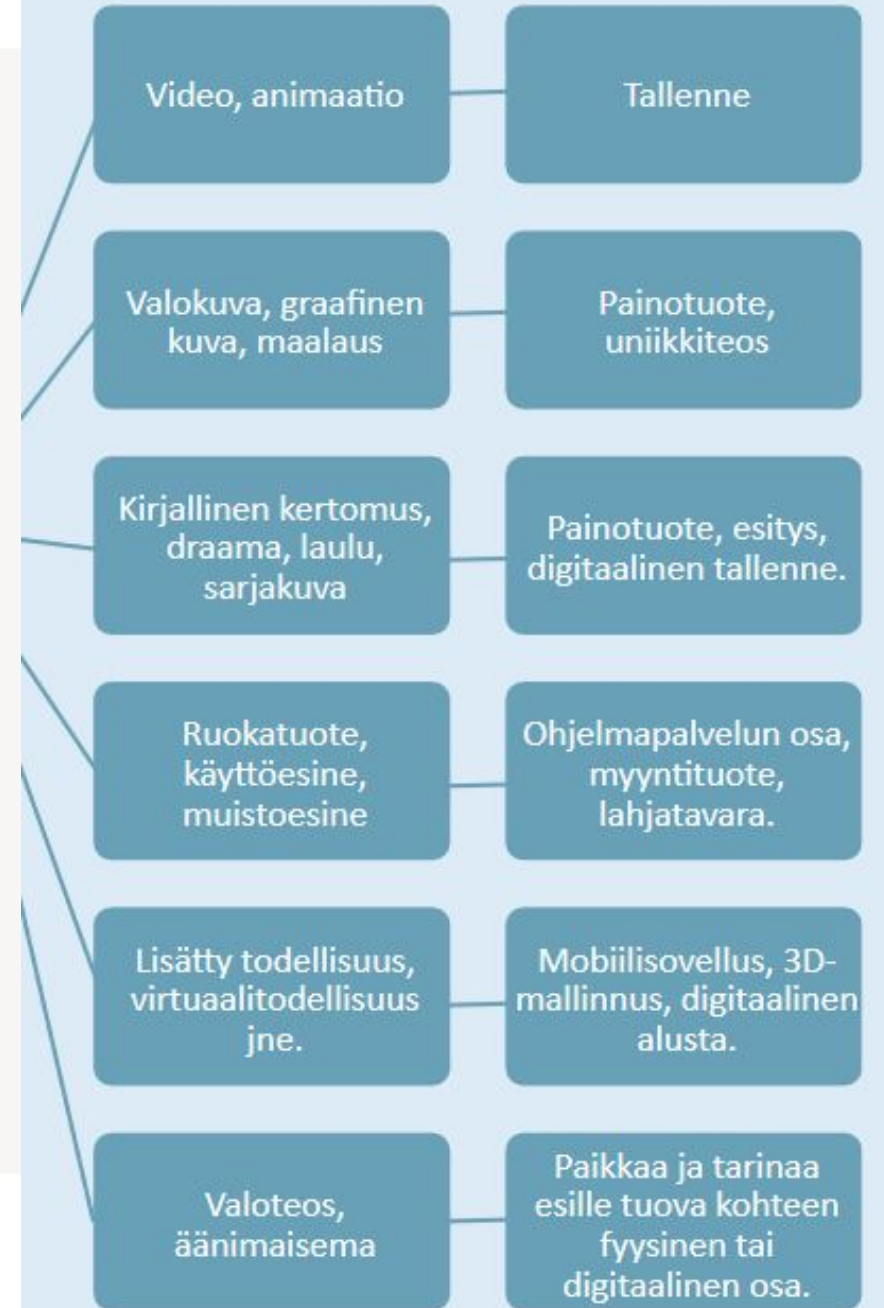 Video, animaatio
Tallenne
Valokuva, graafinen
kuva, maalaus
Painotuote,
uniikkiteos
Kirjallinen kertomus,
draama, laulu,
sarjakuva
Painotuote, esitys,
digitaalinen tallenne.
Ruokatuote,
käyttöesine,
muistoesine
Ohjelmapalvelun osa,
myyntituote,
lahjatavara.
Lisätty todellisuus,
virtuaalitodellisuus
jne.
Mobiilisovellus, 3D-
mallinnus, digitaalinen
alusta.
Valoteos,
äänimaisema
Paikkaa ja tarinaa
esille tuova kohteen
fyysinen tai
digitaalinen osa.